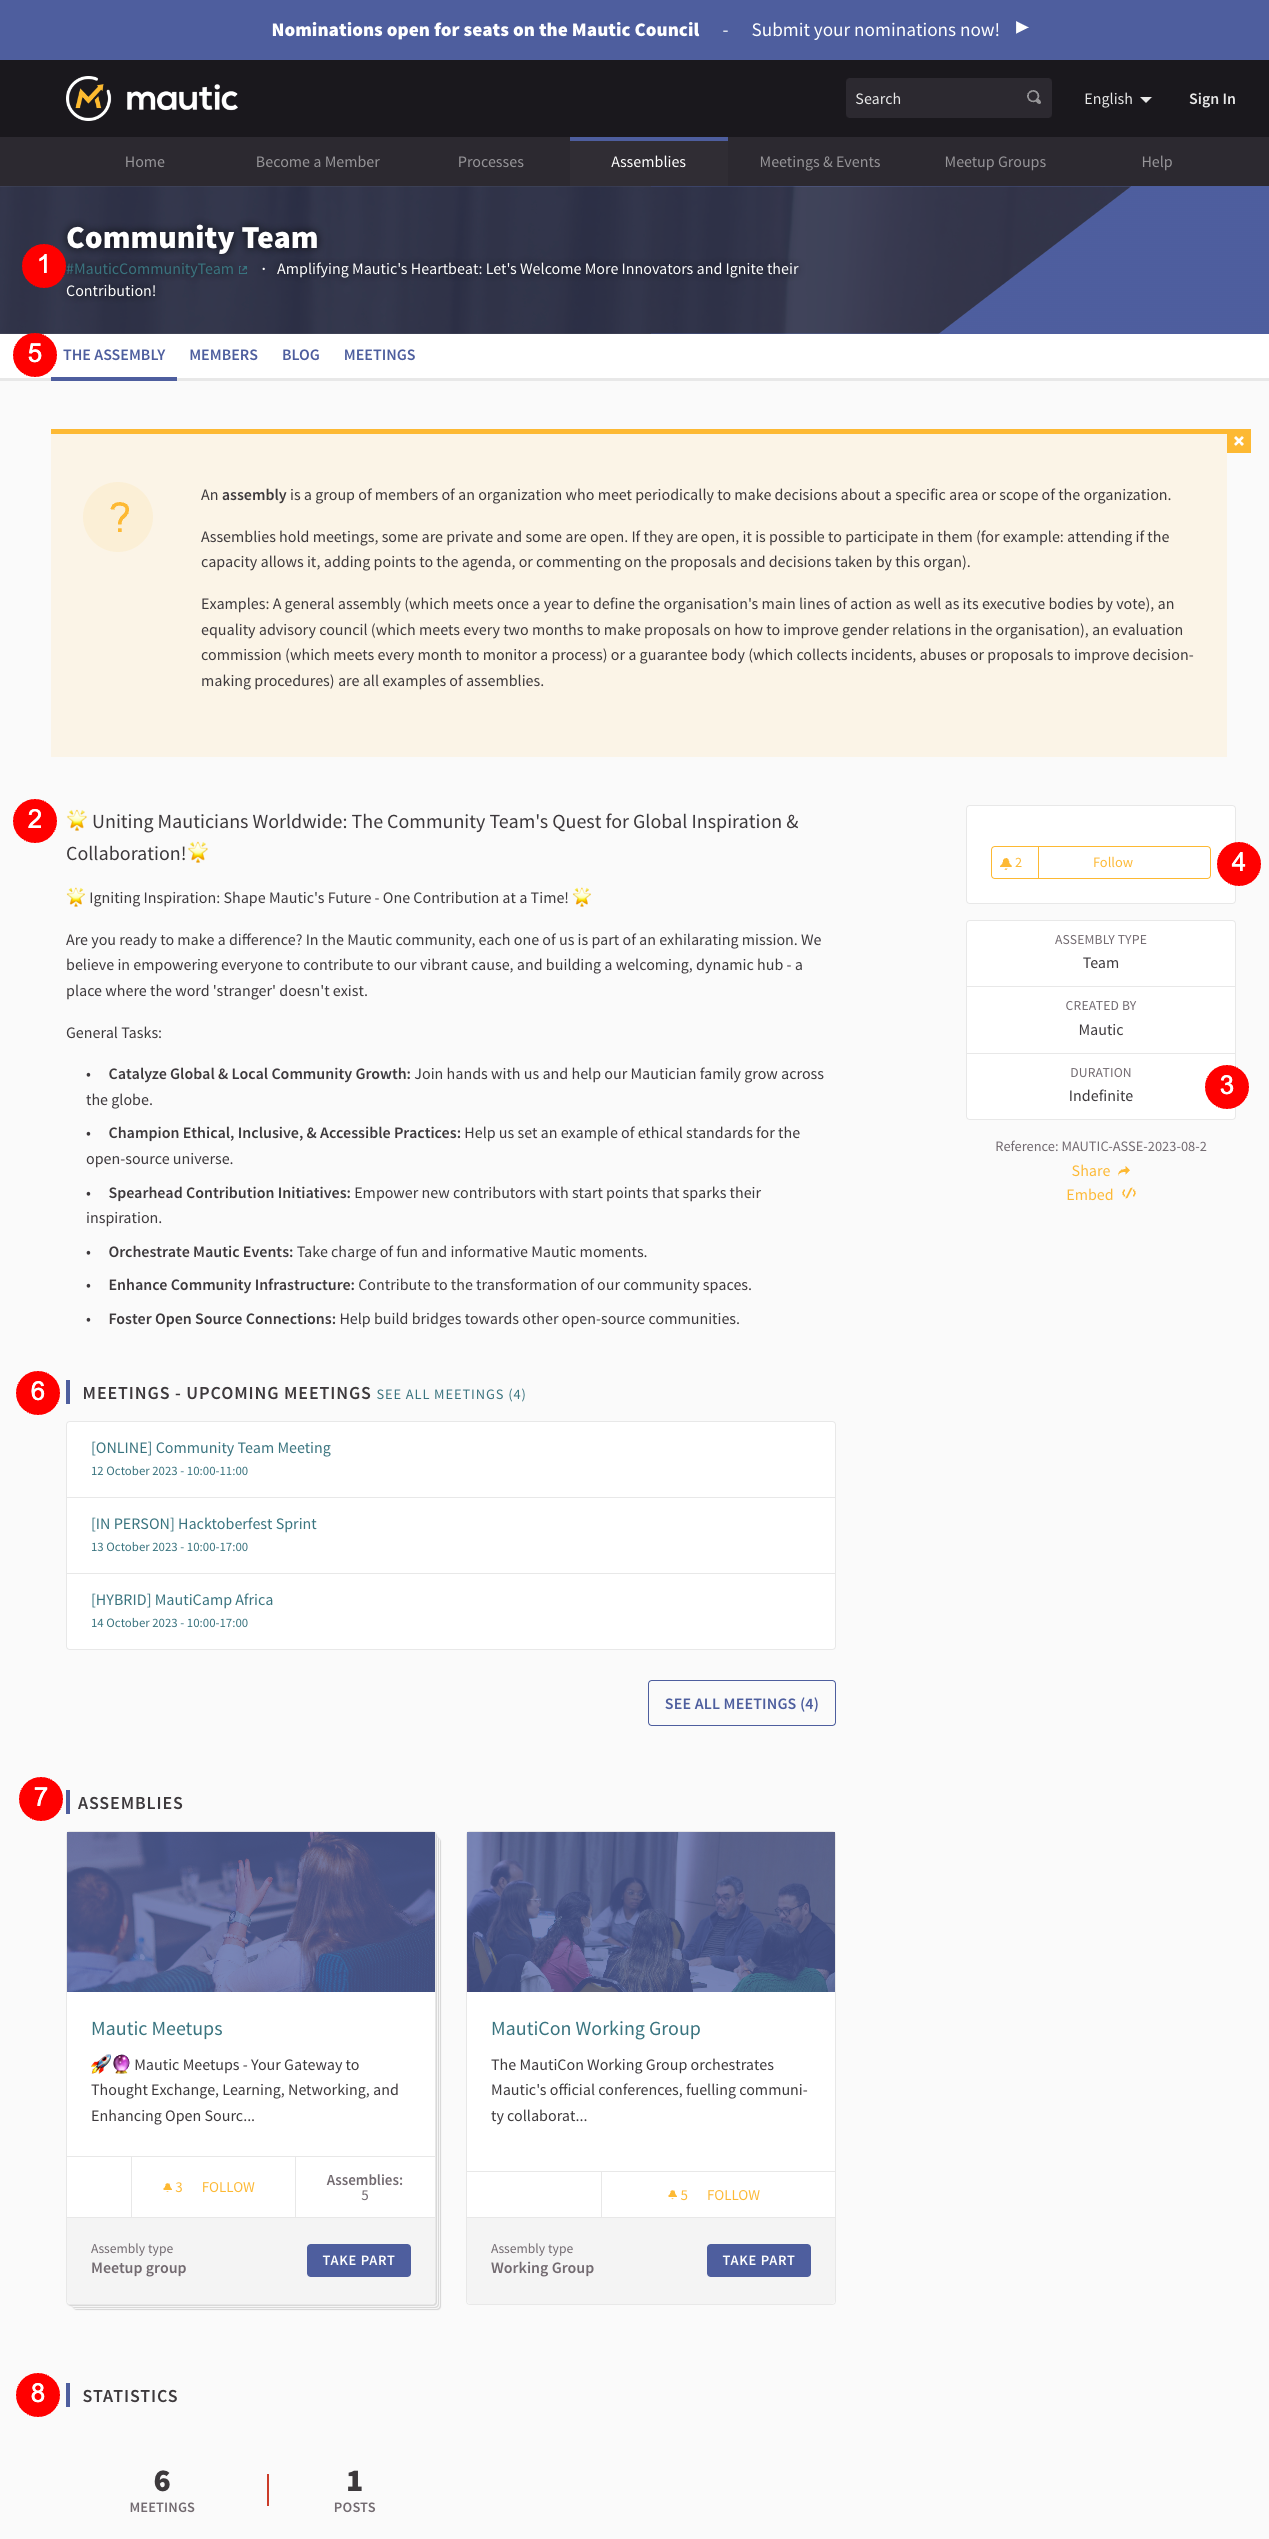 Nominations open for seats on the Mautic Council - Submit your nominations now! ▶
mautic
Search
English
Sign In
Home
Become a Member
Processes
Assemblies
Meetings & Events
Meetup Groups
Help
Community Team
1
#MauticCommunityTeam · Amplifying Mautic's Heartbeat: Let's Welcome More Innovators and Ignite their
Contribution!
5
THE ASSEMBLY
MEMBERS
BLOG
MEETINGS
?
An assembly is a group of members of an organization who meet periodically to make decisions about a specific area or scope of the organization.
Assemblies hold meetings, some are private and some are open. If they are open, it is possible to participate in them (for example: attending if the
capacity allows it, adding points to the agenda, or commenting on the proposals and decisions taken by this organ).
Examples: A general assembly (which meets once a year to define the organisation's main lines of action as well as its executive bodies by vote), an
equality advisory council (which meets every two months to make proposals on how to improve gender relations in the organisation), an evaluation
commission (which meets every month to monitor a process) or a guarantee body (which collects incidents, abuses or proposals to improve decision-
making procedures) are all examples of assemblies.
2
🌟 Uniting Mauticians Worldwide: The Community Team's Quest for Global Inspiration &
Collaboration!🌟
🌟 Igniting Inspiration: Shape Mautic's Future - One Contribution at a Time! 🌟
Are you ready to make a difference? In the Mautic community, each one of us is part of an exhilarating mission. We
believe in empowering everyone to contribute to our vibrant cause, and building a welcoming, dynamic hub - a
place where the word 'stranger' doesn't exist.
General Tasks:
• Catalyze Global & Local Community Growth: Join hands with us and help our Mautician family grow across
the globe.
• Champion Ethical, Inclusive, & Accessible Practices: Help us set an example of ethical standards for the
open-source universe.
• Spearhead Contribution Initiatives: Empower new contributors with start points that sparks their
inspiration.
• Orchestrate Mautic Events: Take charge of fun and informative Mautic moments.
• Enhance Community Infrastructure: Contribute to the transformation of our community spaces.
• Foster Open Source Connections: Help build bridges towards other open-source communities.
2 Follow
4
ASSEMBLY TYPE
Team
CREATED BY
Mautic
DURATION
Indefinite
3
Reference: MAUTIC-ASSE-2023-08-2
Share
Embed
6
MEETINGS - UPCOMING MEETINGS SEE ALL MEETINGS (4)
[ONLINE] Community Team Meeting
12 October 2023 - 10:00-11:00
[IN PERSON] Hacktoberfest Sprint
13 October 2023 - 10:00-17:00
[HYBRID] MautiCamp Africa
14 October 2023 - 10:00-17:00
SEE ALL MEETINGS (4)
7
ASSEMBLIES
Mautic Meetups
🚀🔮 Mautic Meetups - Your Gateway to
Thought Exchange, Learning, Networking, and
Enhancing Open Sourc...
3 FOLLOW
Assemblies:
5
Assembly type
Meetup group
TAKE PART
MautiCon Working Group
The MautiCon Working Group orchestrates
Mautic's official conferences, fuelling communi-
ty collaborat...
5 FOLLOW
Assembly type
Working Group
TAKE PART
8
STATISTICS
6
MEETINGS
1
POSTS